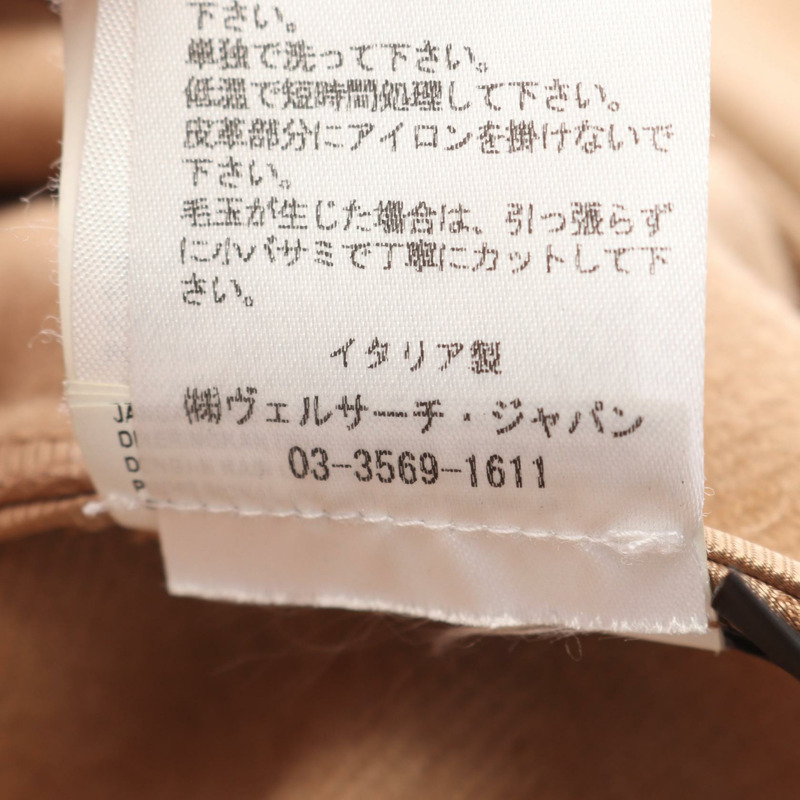 下さい。
単独で洗って下さい。
低温で短時間処理して下さい。
皮革部分にアイロンを掛けないで
下さい。
毛玉が生じた場合は、引っ張らず
に小バサミで丁寧にカットして下
さい。
イタリア製
㈱ヴェルサーチ・ジャパン
03-3569-1611
JA
D
D
P